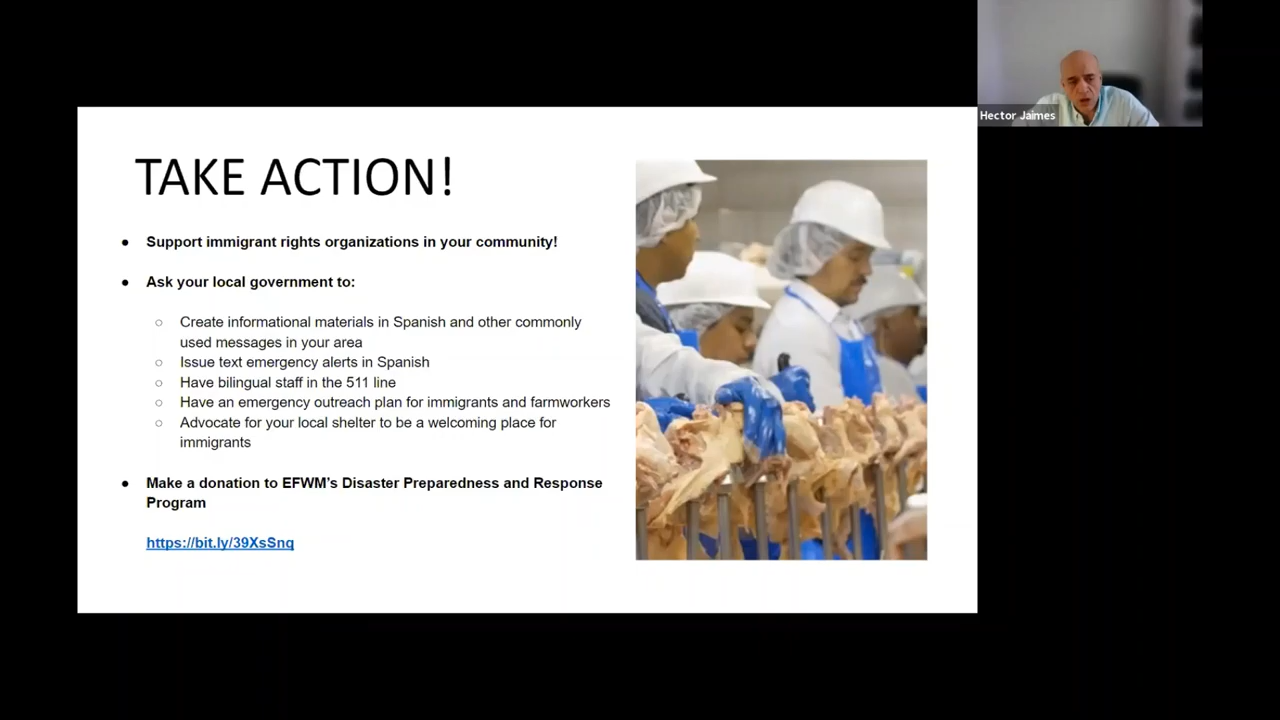 Hector Jaimes
TAKE ACTION!
● Support immigrant rights organizations in your community!
● Ask your local government to:
○ Create informational materials in Spanish and other commonly
used messages in your area
○ Issue text emergency alerts in Spanish
○ Have bilingual staff in the 511 line
○ Have an emergency outreach plan for immigrants and farmworkers
○ Advocate for your local shelter to be a welcoming place for
immigrants
● Make a donation to EFWM's Disaster Preparedness and Response
Program
https://bit.ly/39XsSnq